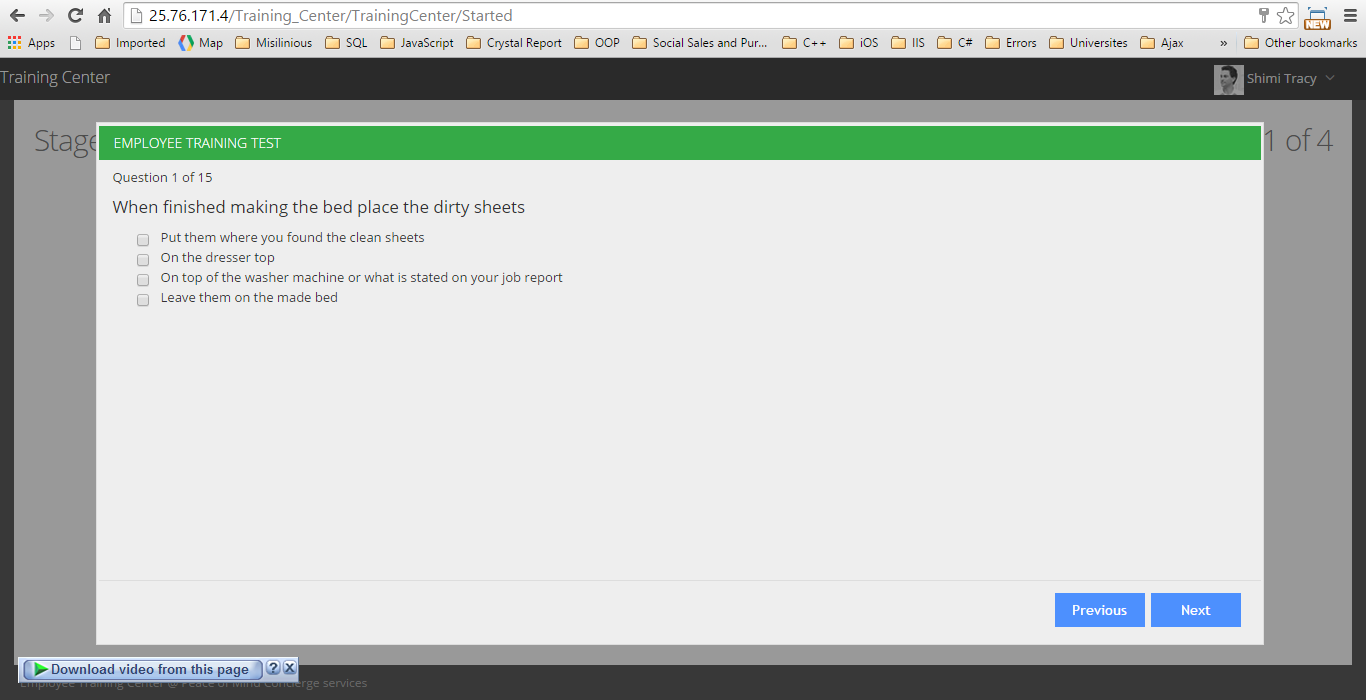 25.76.171.4/Training_Center/TrainingCenter/Started
NEW
Apps Imported Map Misilinious SQL JavaScript Crystal Report OOP Social Sales and Pur... C++ iOS IIS C# Errors Universites Ajax » Other bookmarks
Training Center Shimi Tracy
Stage 1 of 4
EMPLOYEE TRAINING TEST
Question 1 of 15
When finished making the bed place the dirty sheets
Put them where you found the clean sheets
On the dresser top
On top of the washer machine or what is stated on your job report
Leave them on the made bed
Previous Next
Download video from this page ? X
Employee Training Center @ Peace of Mind Concierge services